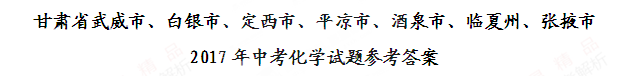 甘肃省武威市、白银市、定西市、平凉市、酒泉市、临夏州、张掖市
2017年中考化学试题参考答案